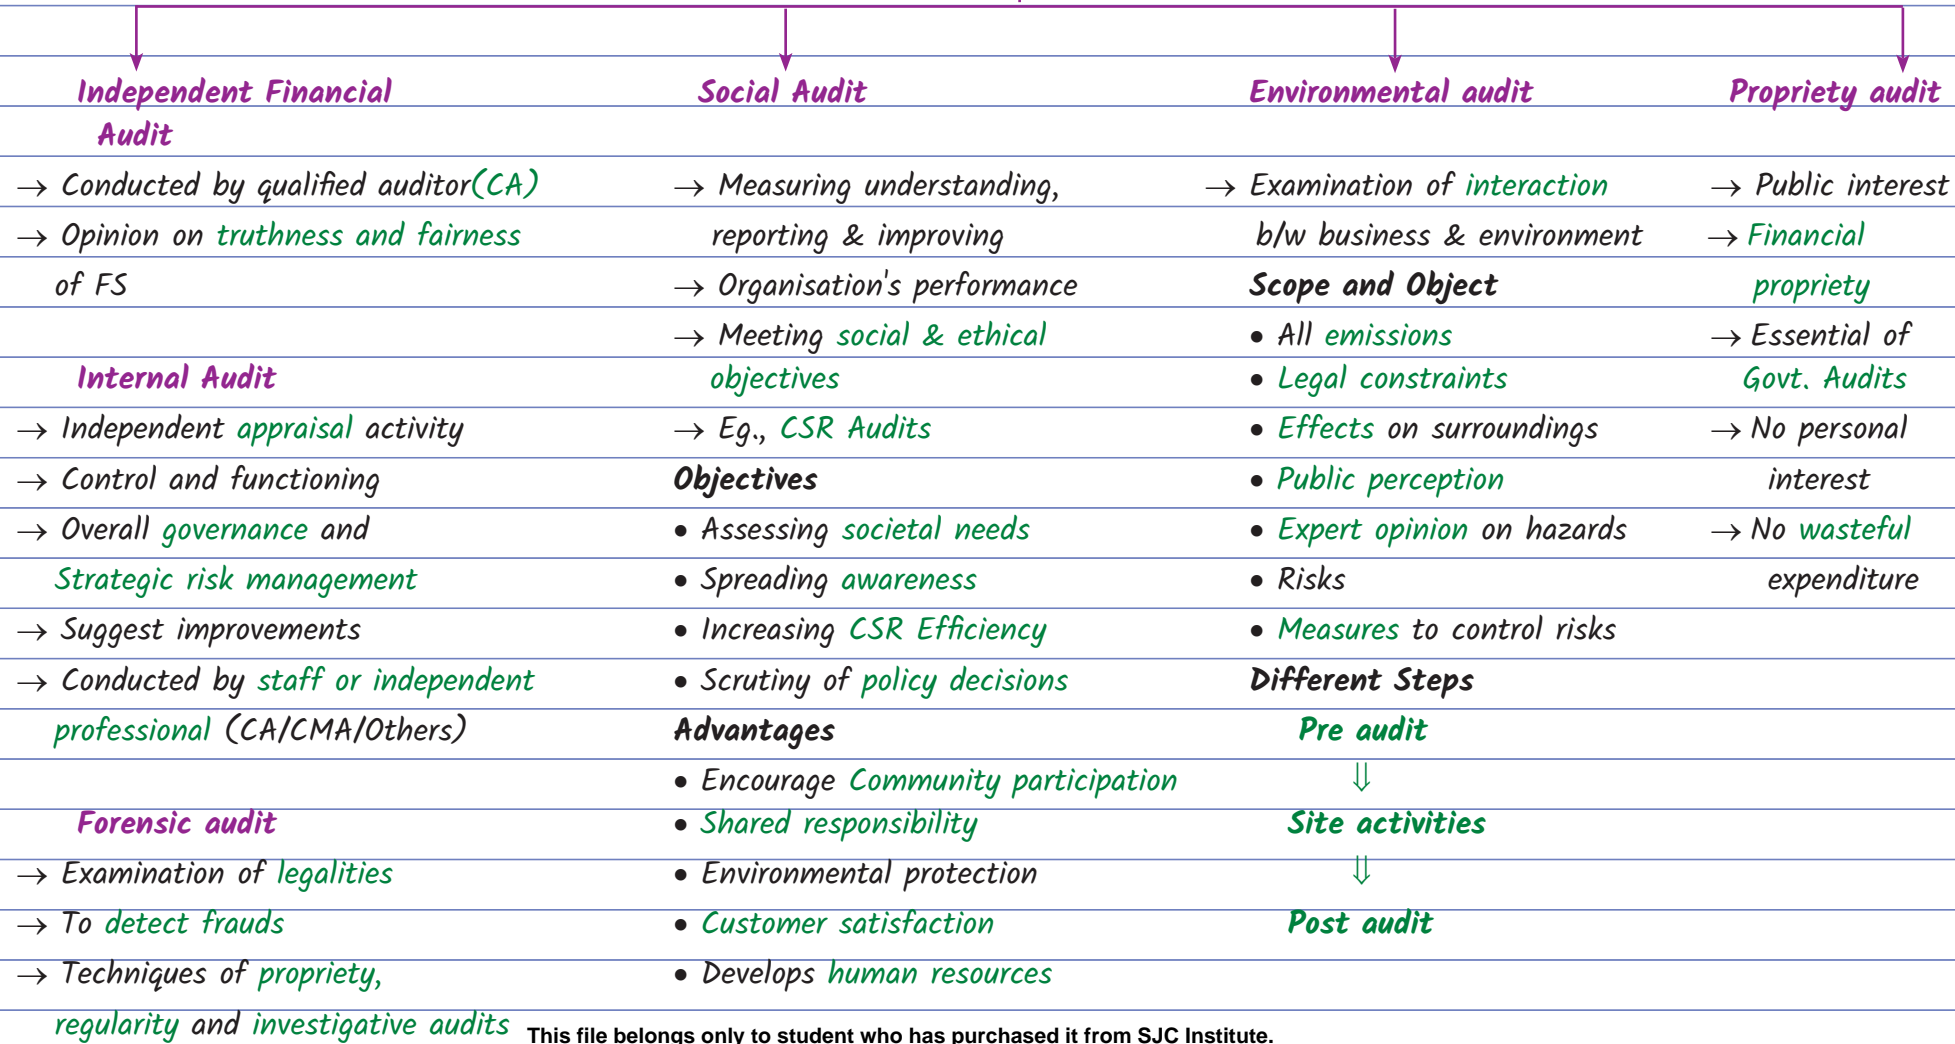 Independent Financial
Audit
→ Conducted by qualified auditor(CA)
→ Opinion on truthness and fairness
of FS
Internal Audit
→ Independent appraisal activity
→ Control and functioning
→ Overall governance and
Strategic risk management
→ Suggest improvements
→ Conducted by staff or independent
professional (CA/CMA/Others)
Forensic audit
→ Examination of legalities
→ To detect frauds
→ Techniques of propriety,
regularity and investigative audits
Social Audit
→ Measuring understanding,
reporting & improving
→ Organisation's performance
→ Meeting social & ethical
objectives
→ Eg., CSR Audits
Objectives
• Assessing societal needs
• Spreading awareness
• Increasing CSR Efficiency
• Scrutiny of policy decisions
Advantages
• Encourage Community participation
• Shared responsibility
• Environmental protection
• Customer satisfaction
• Develops human resources
Environmental audit
→ Examination of interaction
b/w business & environment
Scope and Object
• All emissions
• Legal constraints
• Effects on surroundings
• Public perception
• Expert opinion on hazards
• Risks
• Measures to control risks
Different Steps
Pre audit
⇓
Site activities
⇓
Post audit
Propriety audit
→ Public interest
→ Financial
propriety
→ Essential of
Govt. Audits
→ No personal
interest
→ No wasteful
expenditure
This file belongs only to student who has purchased it from SJC Institute.